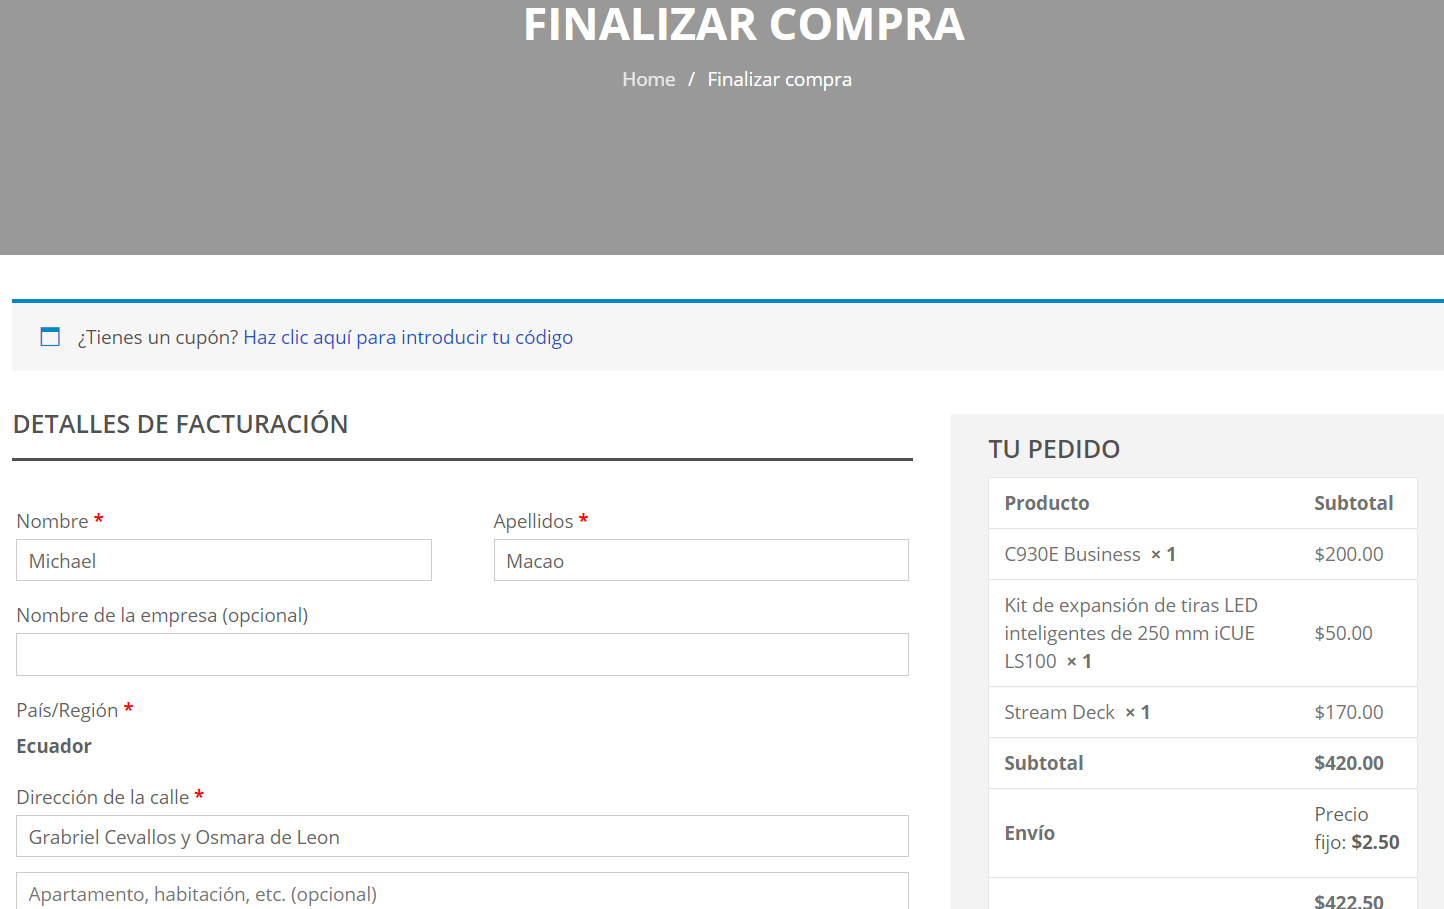 FINALIZAR COMPRA
Home / Finalizar compra
¿Tienes un cupón? Haz clic aquí para introducir tu código
DETALLES DE FACTURACIÓN
Nombre *
Apellidos *
Michael
Macao
Nombre de la empresa (opcional)
País/Región *
Ecuador
Dirección de la calle *
Grabriel Cevallos y Osmara de Leon
Apartamento, habitación, etc. (opcional)
TU PEDIDO
Producto Subtotal
C930E Business × 1 $200.00
Kit de expansión de tiras LED
inteligentes de 250 mm iCUE
LS100 × 1
$50.00
Stream Deck × 1 $170.00
Subtotal $420.00
Envío
Precio
fijo: $2.50
$422.50